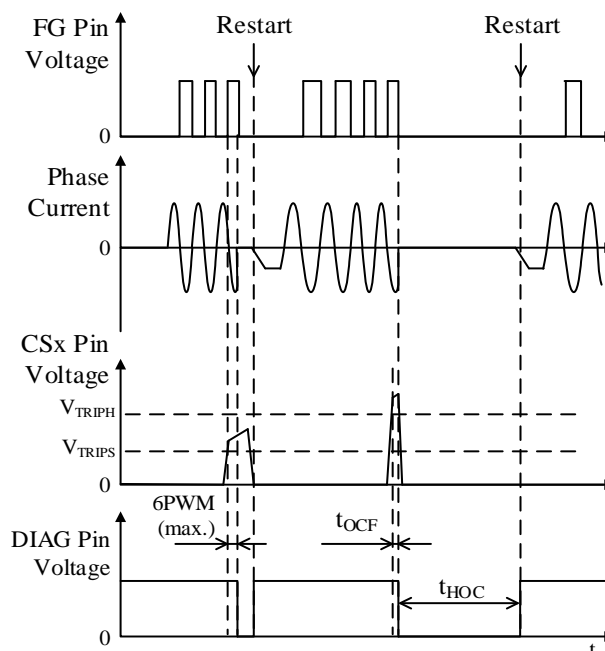 FG Pin
Voltage
Restart
Restart
0
Phase
Current
0
CSx Pin
Voltage
VTRIPH
VTRIPS
0
6PWM
(max.)
tOCF
DIAG Pin
Voltage
tHOC
0
t